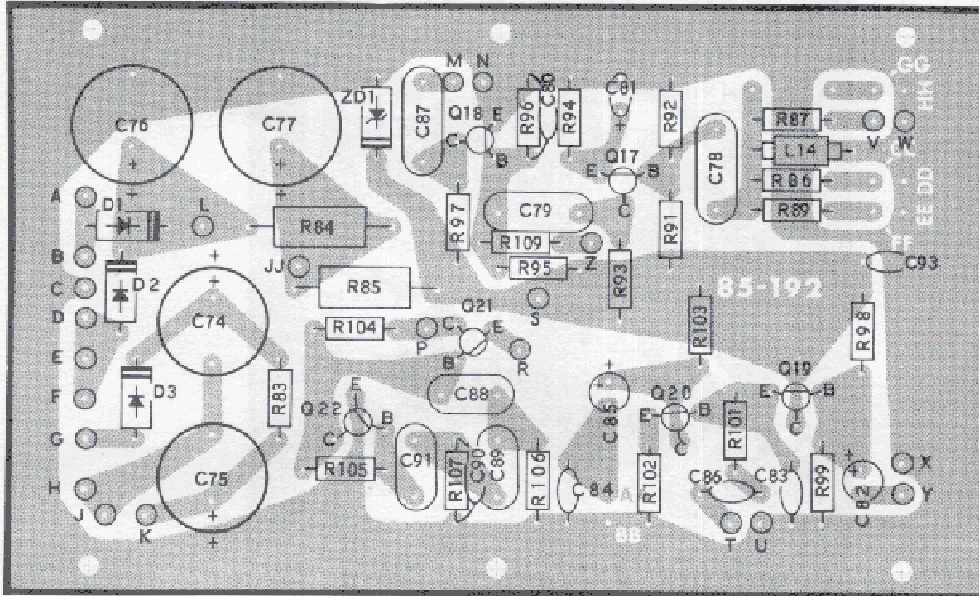 GG
HH
M N
ZD1
C80
C81
C76
C77
C87
Q18
E
R96
R94
R92
R87
V W
+
C
B
Q17
L14
+
+
E B
C78
R86
A
D1
L
R97
C79
C
R89
EE DD
R84
R109
R91
FF
B
+
JJ
R95
Z
R93
C93
C
D2
R85
S
85-192
D
C74
R104
C
Q21
E
P
R103
R98
E
B
R
D3
E
+
Q19
F
R83
Q22
C88
C85
Q20
E B
E B
B
R101
G
C
C
C
C75
R105
C91
R107
C90
C89
R106
C84
R102
C86
C83
R99
+
C82
X
H
A
Y
J
K
+
BB
T U